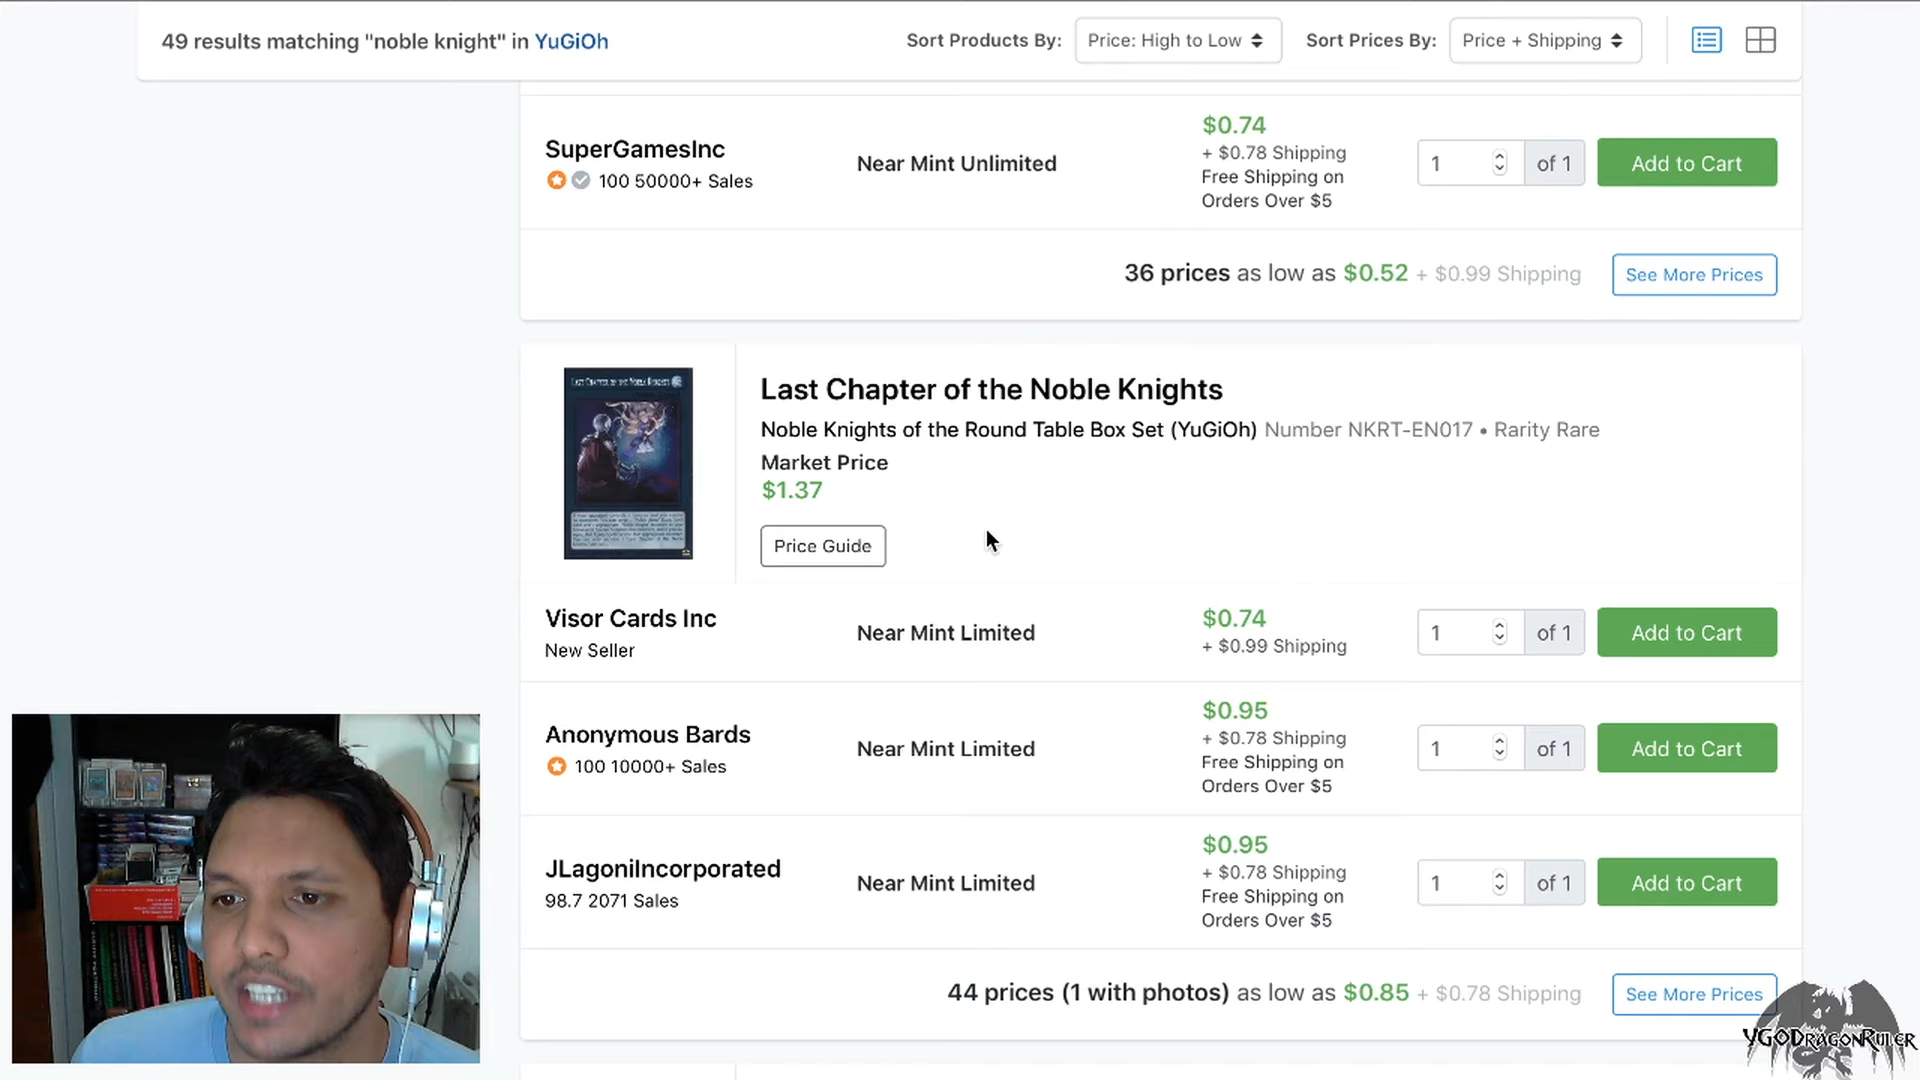 49 results matching "noble knight" in YuGiOh
Sort Products By:
Price: High to Low
Sort Prices By:
Price + Shipping
SuperGamesInc
100 50000+ Sales
Near Mint Unlimited
$0.74
+ $0.78 Shipping
Free Shipping on
Orders Over $5
1
of 1
Add to Cart
36 prices as low as $0.52 + $0.99 Shipping
See More Prices
LAST CHAPTER OF THE NOBLE KNIGHTS
Last Chapter of the Noble Knights
Noble Knights of the Round Table Box Set (YuGiOh) Number NKRT-EN017 • Rarity Rare
Market Price
$1.37
Price Guide
Visor Cards Inc
New Seller
Near Mint Limited
$0.74
+ $0.99 Shipping
1
of 1
Add to Cart
Anonymous Bards
100 10000+ Sales
Near Mint Limited
$0.95
+ $0.78 Shipping
Free Shipping on
Orders Over $5
1
of 1
Add to Cart
JLagoniIncorporated
98.7 2071 Sales
Near Mint Limited
$0.95
+ $0.78 Shipping
Free Shipping on
Orders Over $5
1
of 1
Add to Cart
44 prices (1 with photos) as low as $0.85 + $0.78 Shipping
See More Prices
YGODRAGONRULER